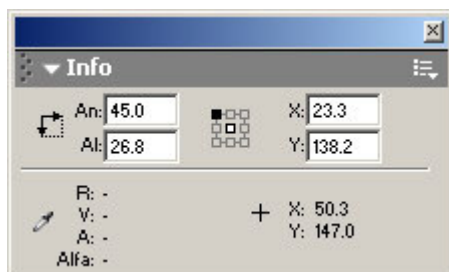 Info
An: 45.0 X: 23.3
Al: 26.8 Y: 138.2
R: -
V: - X: 50.3
A: - Y: 147.0
Alfa: -